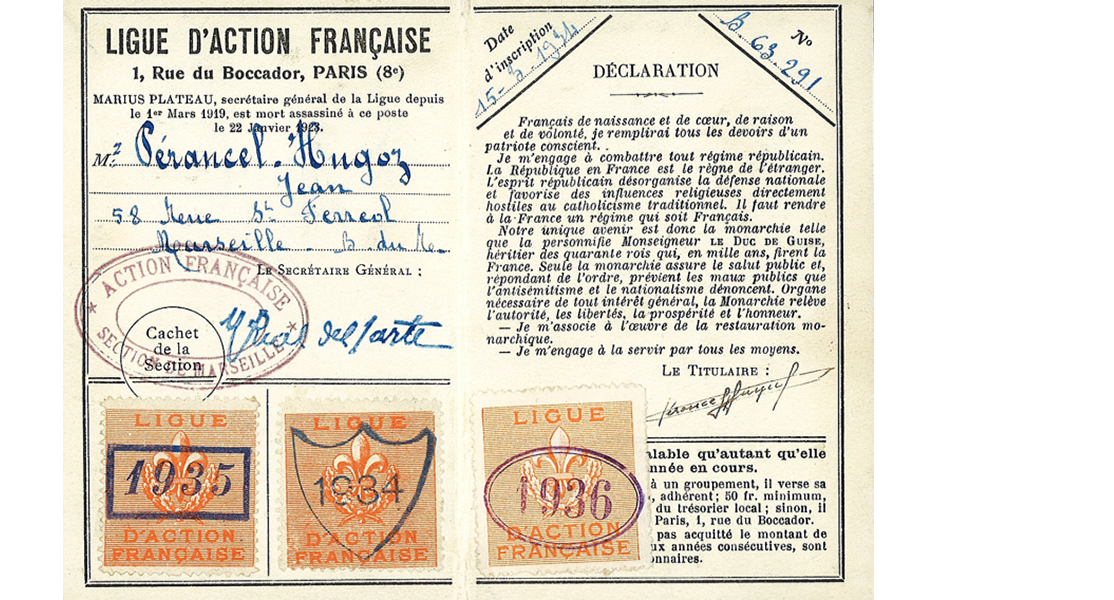 LIGUE D'ACTION FRANÇAISE
1, Rue du Boccador, PARIS (8e)
MARIUS PLATEAU, secrétaire général de la Ligue depuis
le 1er Mars 1919, est mort assassiné à ce poste
le 22 Janvier 1923.
Mr Pérancel-Hugoz
Jean
58 Rue St Ferreol
Marseille - B du Re
LE SECRÉTAIRE GÉNÉRAL :
ACTION FRANÇAISE
SECTION DE MARSEILLE
Cachet
de la
Section
LIGUE
D'ACTION
FRANÇAISE
1935
LIGUE
D'ACTION
FRANÇAISE
1934
Date
d'inscription
15-3-1934
No
B 63 291
DÉCLARATION
Français de naissance et de cœur, de raison
et de volonté, je remplirai tous les devoirs d'un
patriote conscient. .
Je m'engage à combattre tout régime républicain.
La République en France est le règne de l'étranger.
L'esprit républicain désorganise la défense nationale
et favorise des influences religieuses directement
hostiles au catholicisme traditionnel. Il faut rendre
à la France un régime qui soit Français.
Notre unique avenir est donc la monarchie telle
que la personnifie Monseigneur LE DUC DE GUISE,
héritier des quarante rois qui, en mille ans, firent la
France. Seule la monarchie assure le salut public et,
répondant de l'ordre, prévient les maux publics que
l'antisémitisme et le nationalisme dénoncent. Organe
nécessaire de tout intérêt général, la Monarchie relève
l'autorité, les libertés, la prospérité et l'honneur.
— Je m'associe à l'œuvre de la restauration mo-
narchique.
— Je m'engage à la servir par tous les moyens.
LE TITULAIRE :
LIGUE
D'ACTION
FRANÇAISE
1936
alable qu'autant qu'elle
nnée en cours.
à un groupement, il verse sa
, adhérent; 50 fr. minimum,
du trésorier local; sinon, il
Paris, 1, rue du Boccador.
pas acquitté le montant de
ux années consécutives, sont
onnaires.